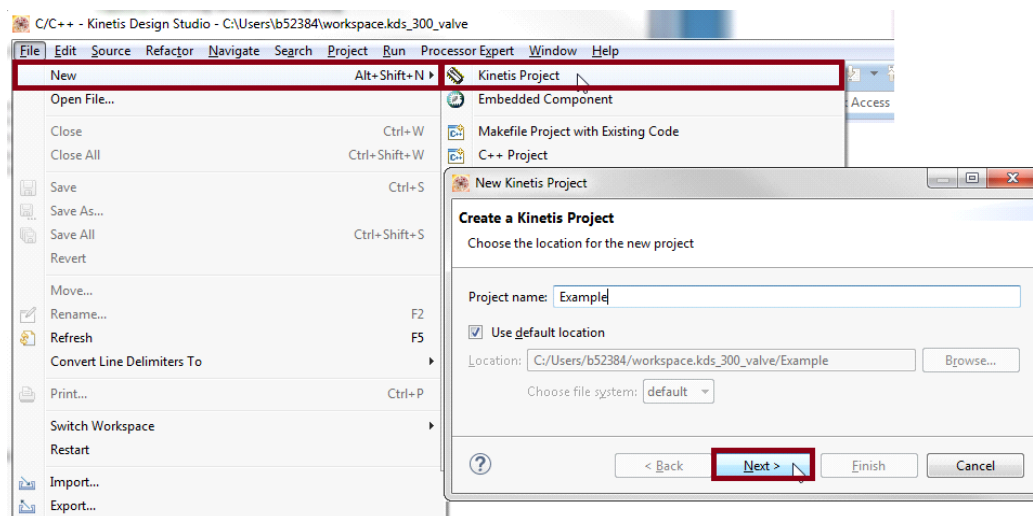 C/C++ - Kinetis Design Studio - C:\Users\b52384\workspace.kds_300_valve
File Edit Source Refactor Navigate Search Project Run Processor Expert Window Help
New Alt+Shift+N
Kinetis Project
Open File...
Embedded Component
Access
Close Ctrl+W
Makefile Project with Existing Code
Close All Ctrl+Shift+W
C++ Project
Save Ctrl+S
Save As...
Save All Ctrl+Shift+S
Revert
Move...
Rename... F2
Refresh F5
Convert Line Delimiters To
Print... Ctrl+P
Switch Workspace
Restart
Import...
Export...
New Kinetis Project
Create a Kinetis Project
Choose the location for the new project
Project name: Example
Use default location
Location: C:/Users/b52384/workspace.kds_300_valve/Example Browse...
Choose file system: default
? < Back Next > Finish Cancel